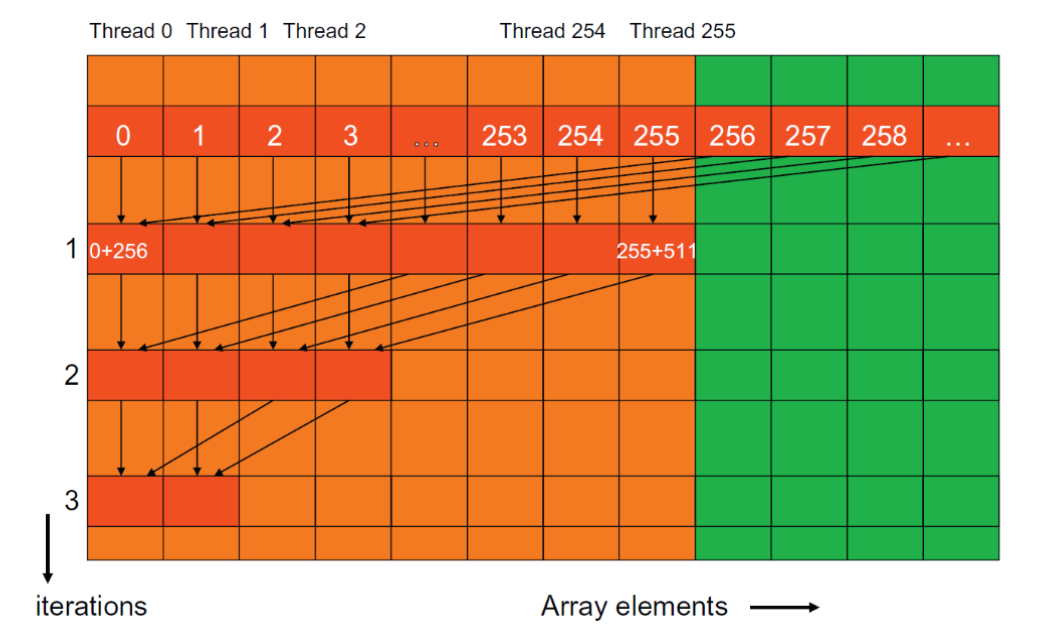 Thread 0 Thread 1 Thread 2 Thread 254 Thread 255
0 1 2 3 ... 253 254 255 256 257 258 ...
1 0+256 255+511
2
3
iterations Array elements